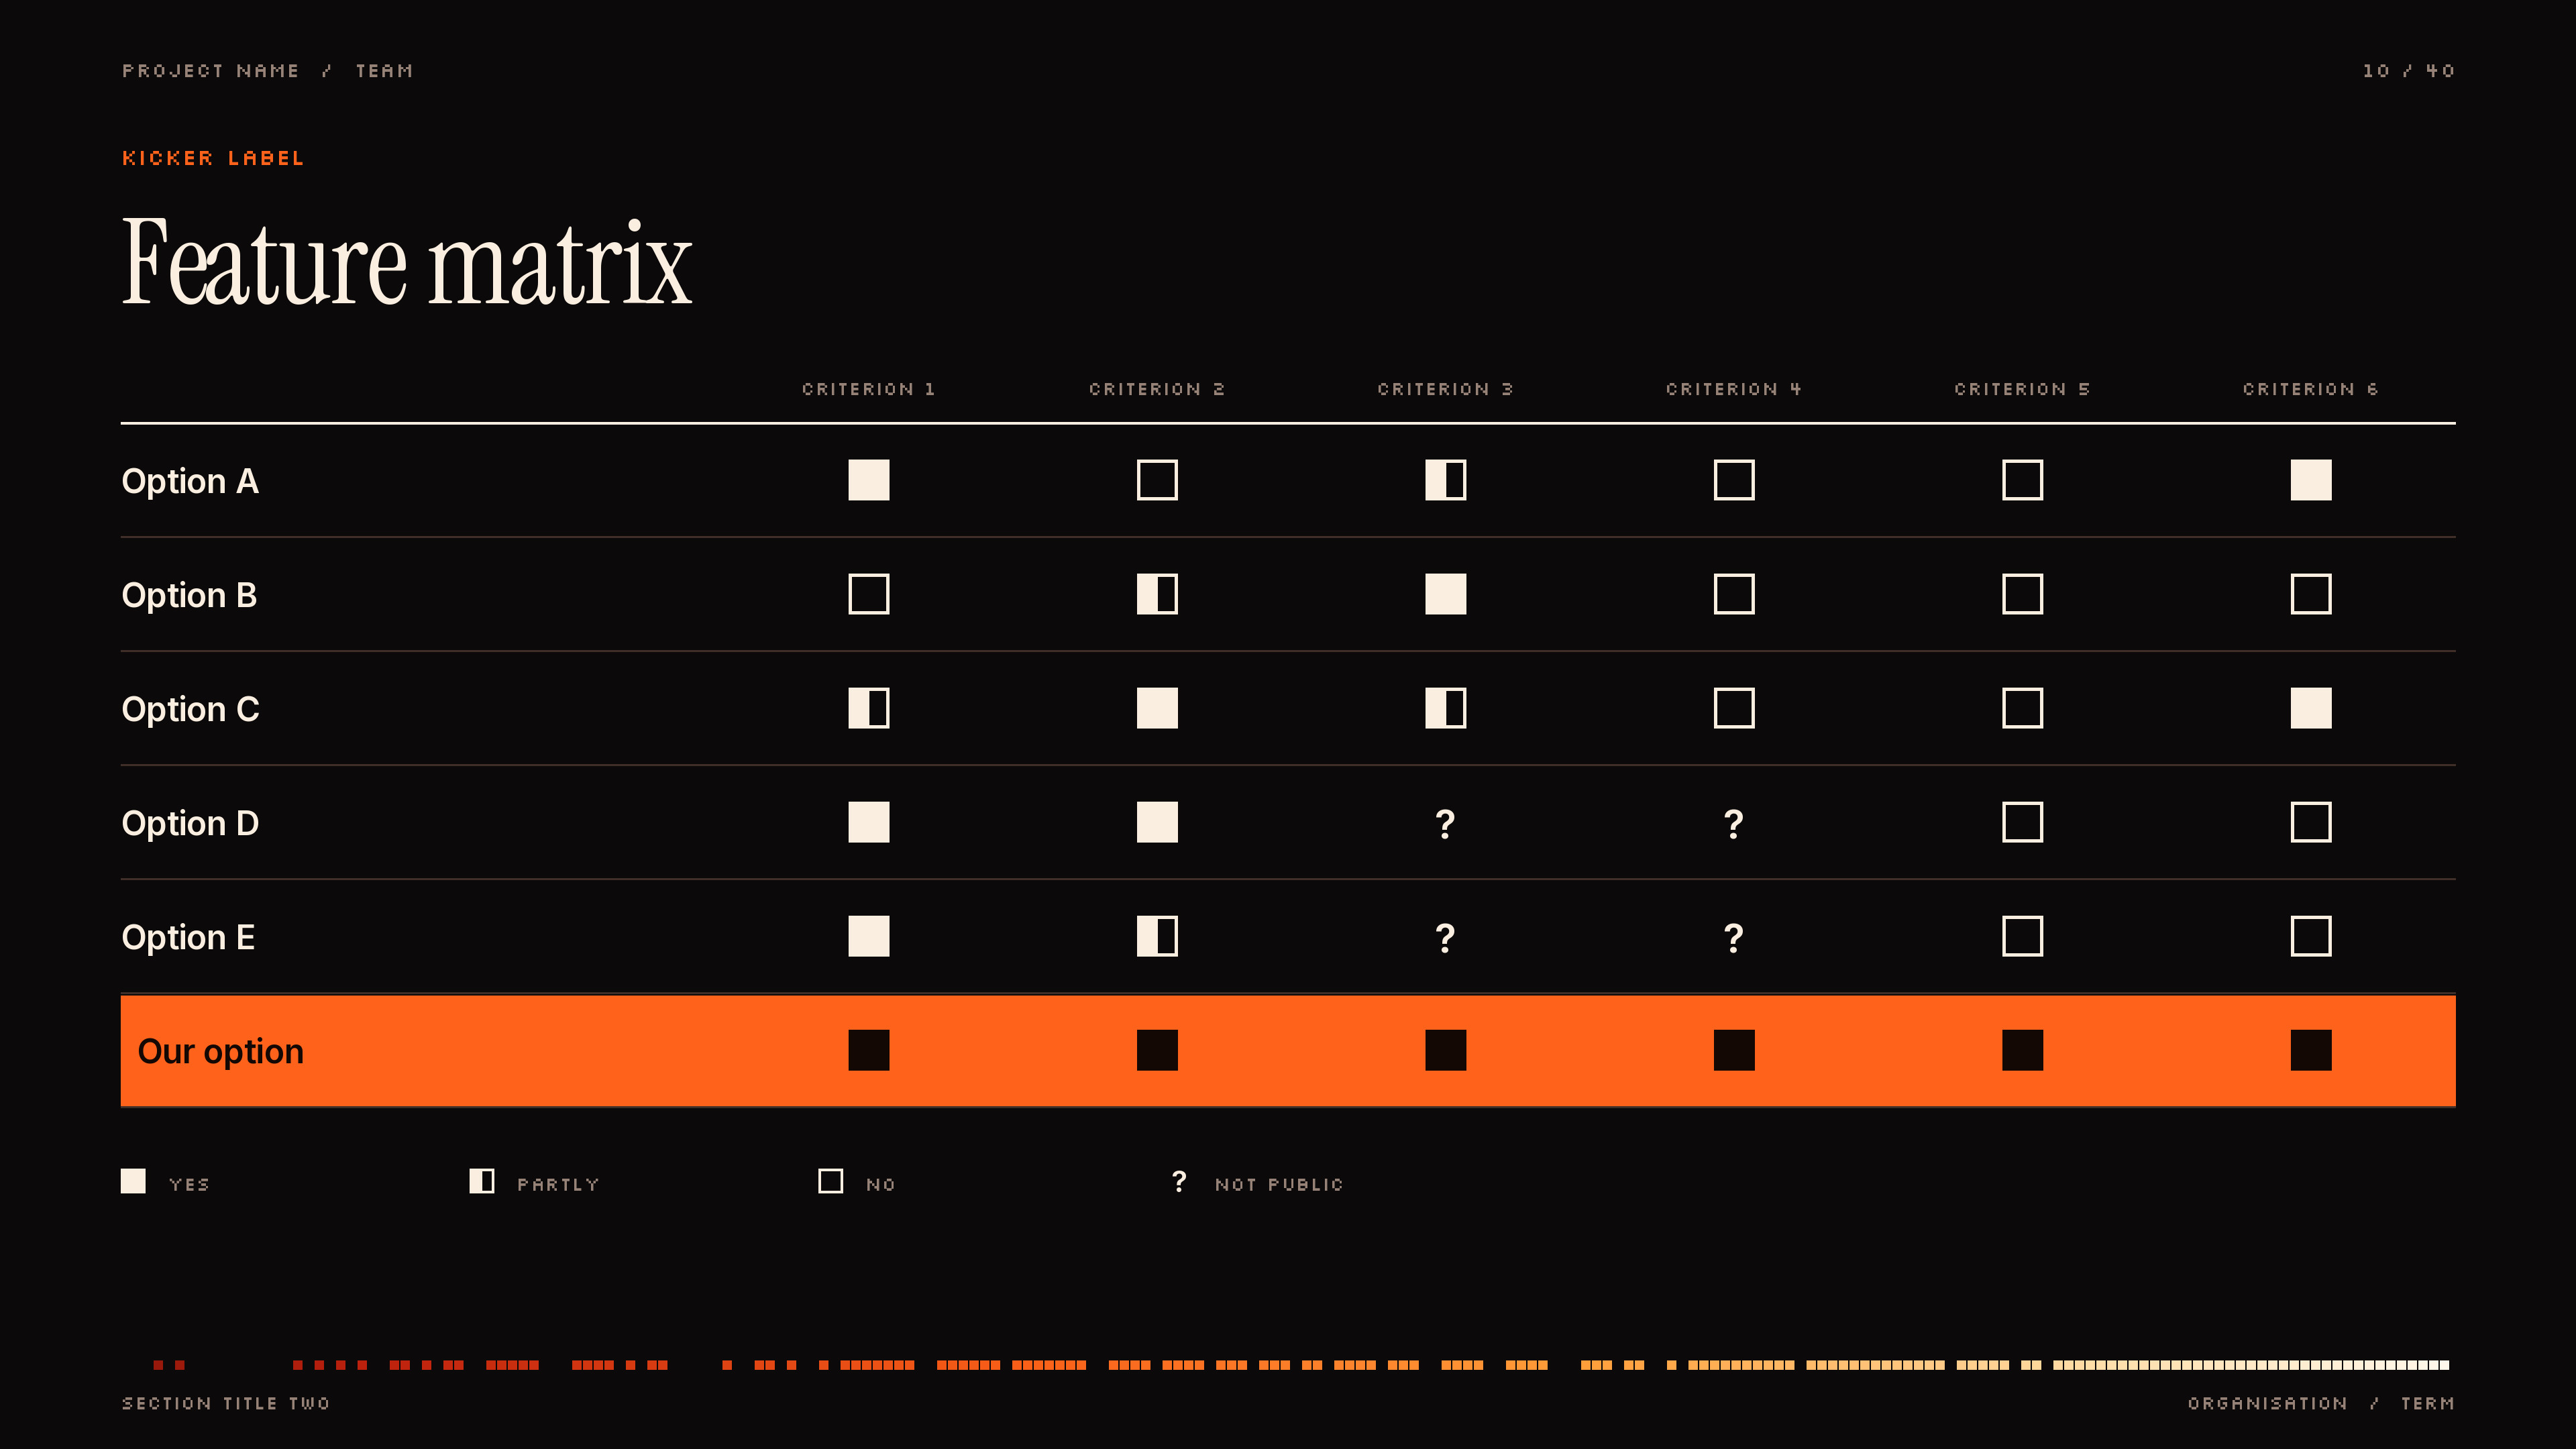 PROJECT NAME / TEAM
10 / 40
KICKER LABEL
Feature matrix
CRITERION 1 CRITERION 2 CRITERION 3 CRITERION 4 CRITERION 5 CRITERION 6
Option A
Option B
Option C
Option D ? ?
Option E ? ?
Our option
YES PARTLY NO ? NOT PUBLIC
SECTION TITLE TWO
ORGANISATION / TERM